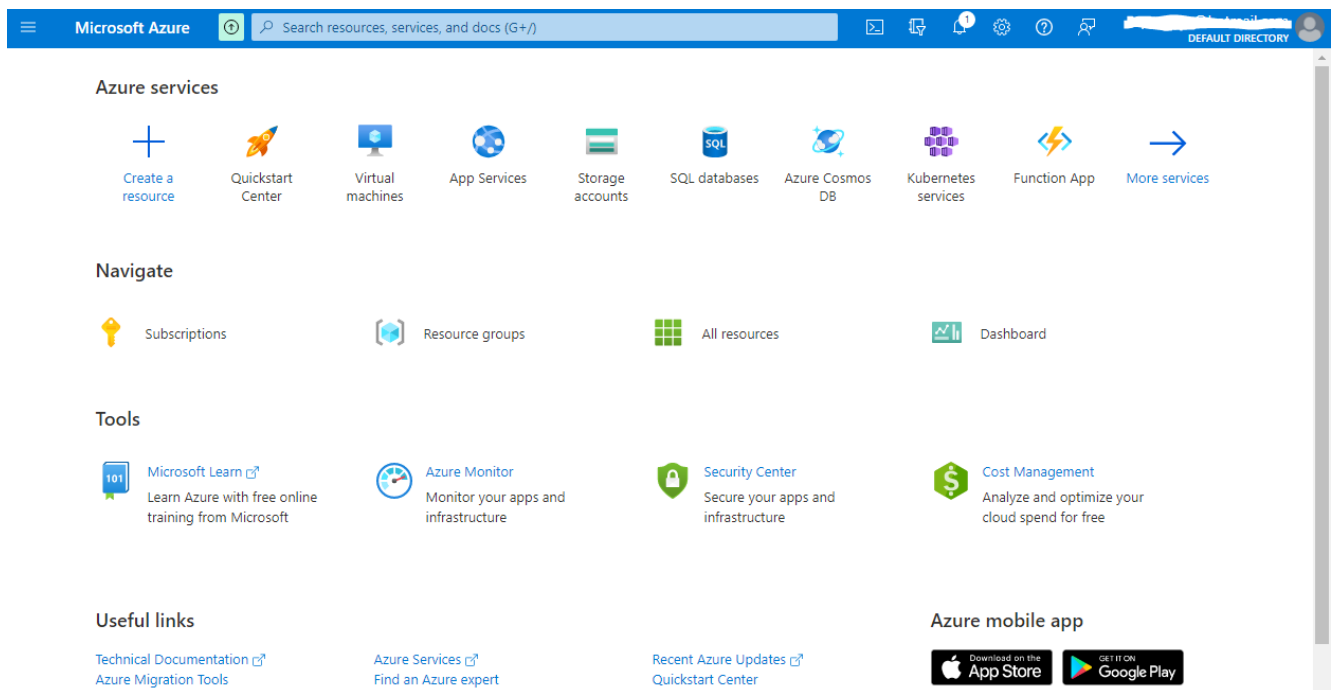 Microsoft Azure
Search resources, services, and docs (G+/)
1
DEFAULT DIRECTORY
Azure services
Create a resource
Quickstart Center
Virtual machines
App Services
Storage accounts
SQL
SQL databases
Azure Cosmos DB
Kubernetes services
Function App
More services
Navigate
Subscriptions
Resource groups
All resources
Dashboard
Tools
101
Microsoft Learn
Learn Azure with free online
training from Microsoft
Azure Monitor
Monitor your apps and
infrastructure
Security Center
Secure your apps and
infrastructure
$
Cost Management
Analyze and optimize your
cloud spend for free
Useful links
Technical Documentation
Azure Migration Tools
Azure Services
Find an Azure expert
Recent Azure Updates
Quickstart Center
Azure mobile app
Download on the
App Store
GET IT ON
Google Play